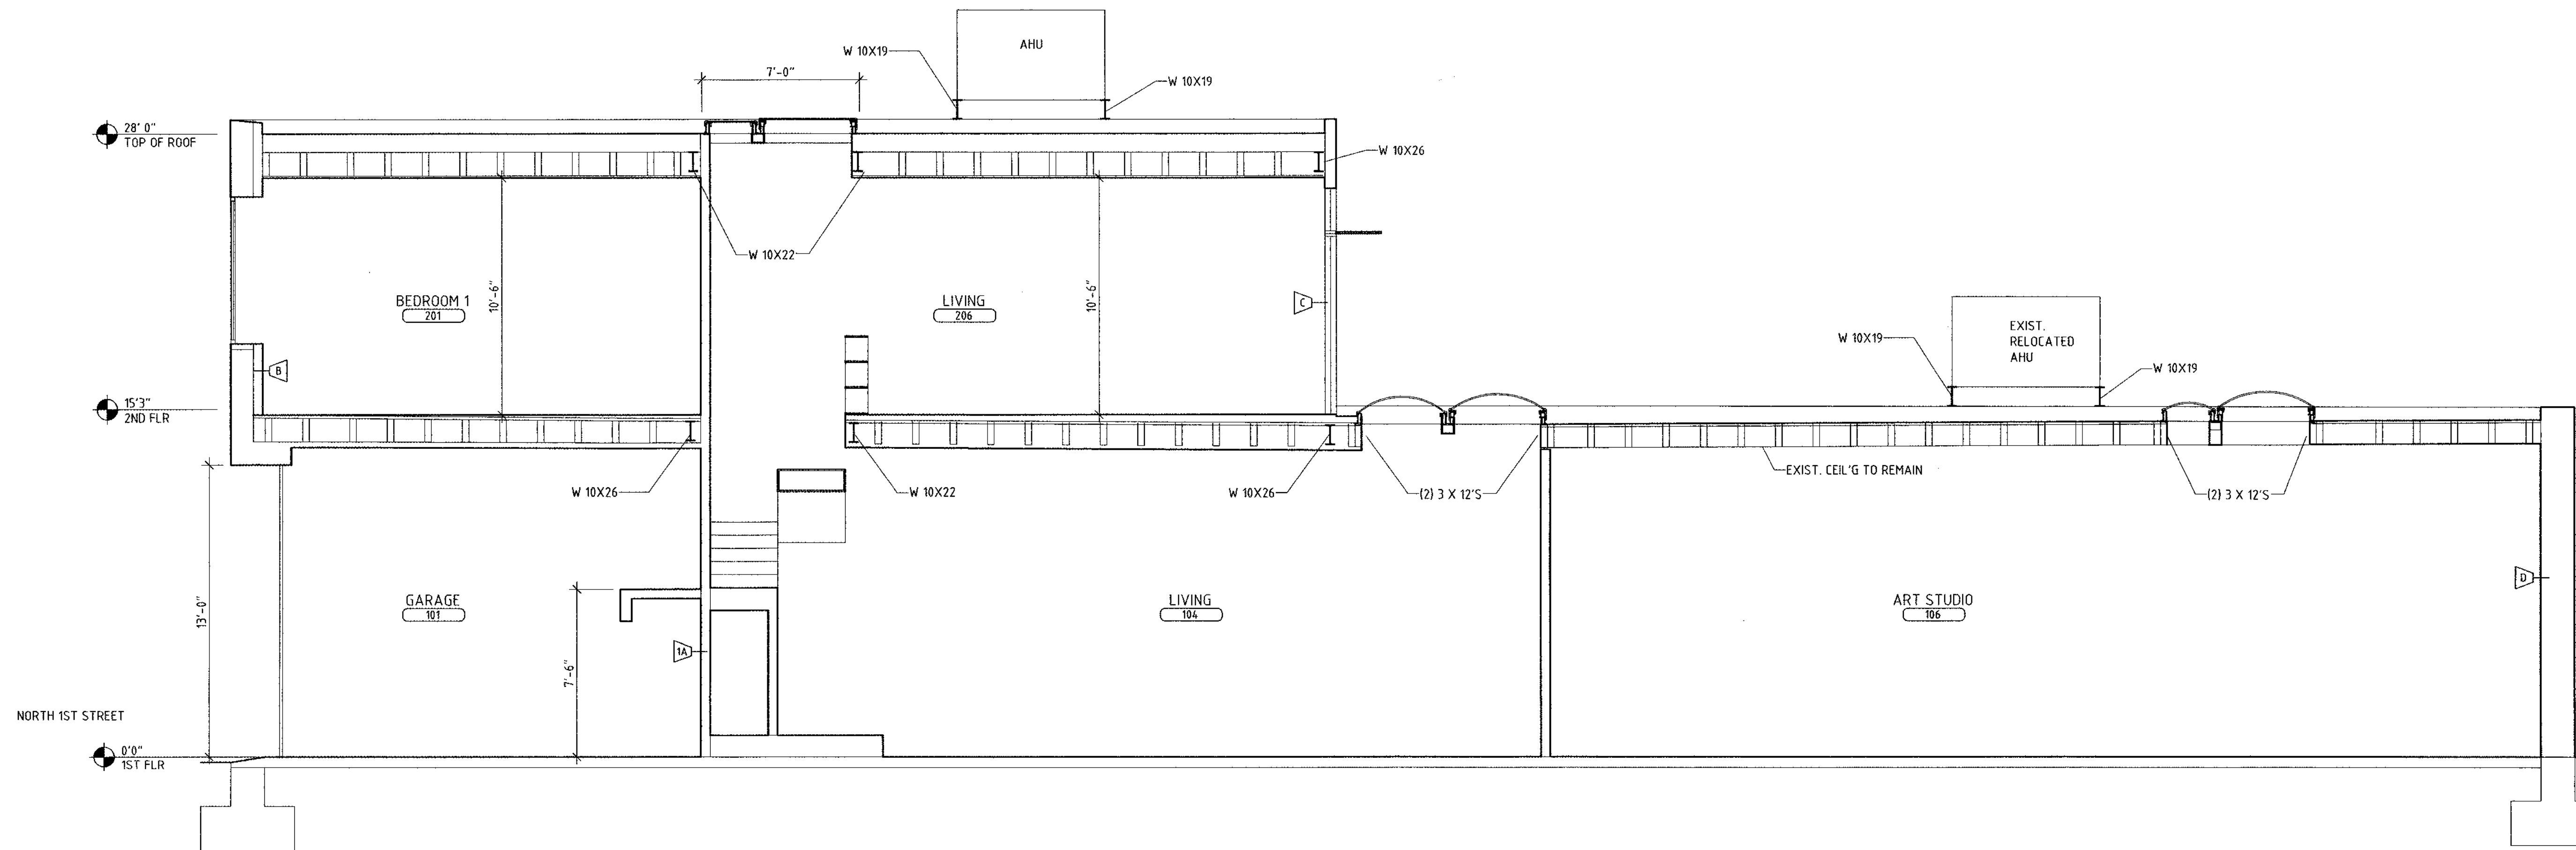 AHU
W 10X19
W 10X19
7'-0"
28' 0"
TOP OF ROOF
W 10X26
W 10X22
10'-6"
10'-6"
BEDROOM 1
201
LIVING
206
C
B
EXIST.
RELOCATED
AHU
W 10X19
W 10X19
15'3"
2ND FLR
EXIST. CEIL'G TO REMAIN
W 10X26
W 10X22
W 10X26
(2) 3 X 12'S
(2) 3 X 12'S
13'-0"
GARAGE
101
7'-6"
1A
LIVING
104
ART STUDIO
106
D
NORTH 1ST STREET
0'0"
1ST FLR